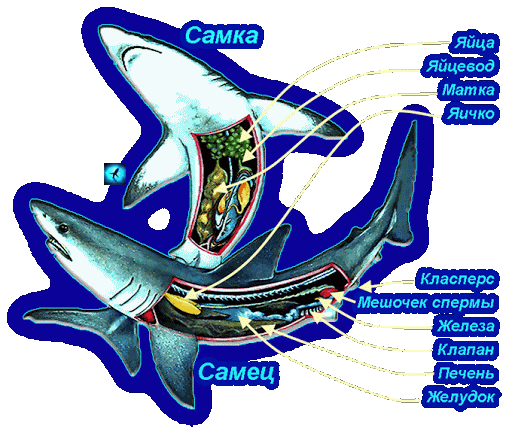 Самка
Яйца
Яйцевод
Матка
Яичко
Класперс
Мешочек спермы
Железа
Клапан
Печень
Желудок
Самец